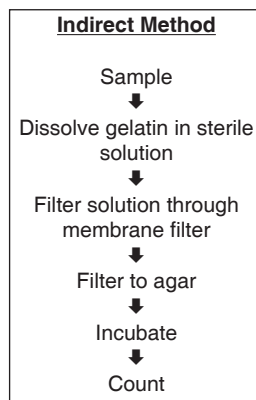 Indirect Method
Sample
Dissolve gelatin in sterile
solution
Filter solution through
membrane filter
Filter to agar
Incubate
Count